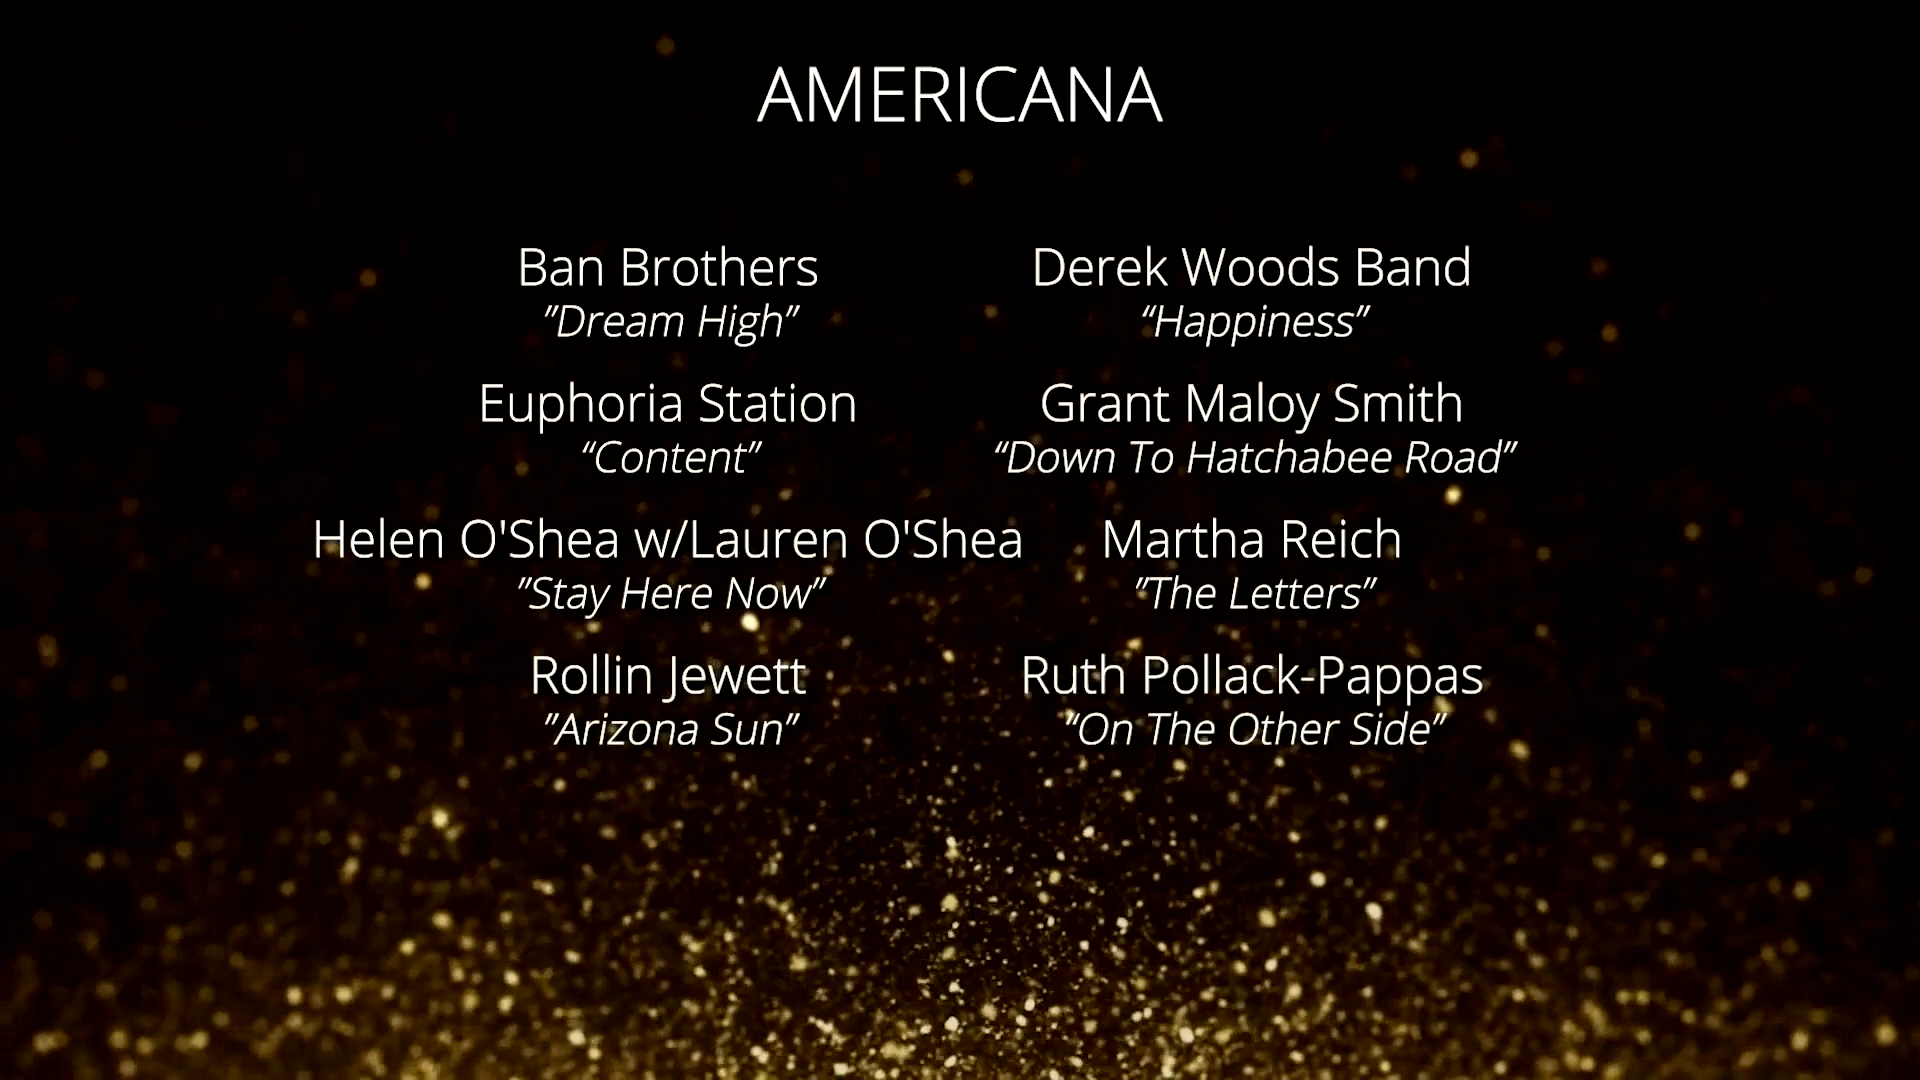 AMERICANA
Ban Brothers
”Dream High”
Derek Woods Band
“Happiness”
Euphoria Station
“Content”
Grant Maloy Smith
“Down To Hatchabee Road”
Helen O'Shea w/Lauren O'Shea
”Stay Here Now”
Martha Reich
”The Letters”
Rollin Jewett
”Arizona Sun”
Ruth Pollack-Pappas
“On The Other Side”